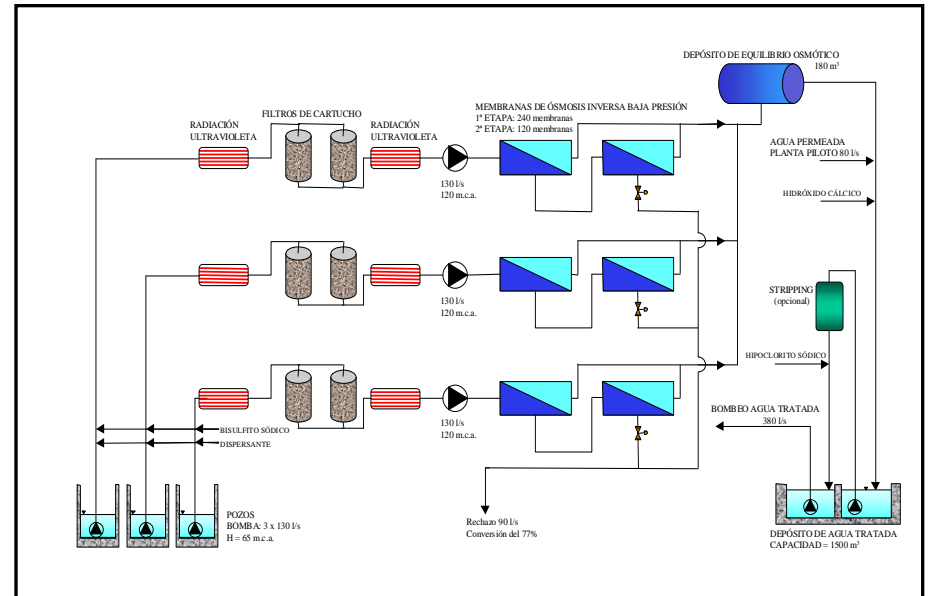 DEPÓSITO DE EQUILIBRIO OSMÓTICO
180 m³
MEMBRANAS DE ÓSMOSIS INVERSA BAJA PRESIÓN
1ª ETAPA: 240 membranas
2ª ETAPA: 120 membranas
FILTROS DE CARTUCHO
RADIACIÓN
ULTRAVIOLETA
RADIACIÓN
ULTRAVIOLETA
130 l/s
120 m.c.a.
AGUA PERMEADA
PLANTA PILOTO 80 l/s
HIDRÓXIDO CÁLCICO
130 l/s
120 m.c.a.
STRIPPING
(opcional)
HIPOCLORITO SÓDICO
130 l/s
120 m.c.a.
BOMBEO AGUA TRATADA
380 l/s
BISULFITO SÓDICO
DISPERSANTE
POZOS
BOMBA: 3 x 130 l/s
H = 65 m.c.a.
Rechazo 90 l/s
Conversión del 77%
DEPÓSITO DE AGUA TRATADA
CAPACIDAD = 1500 m³